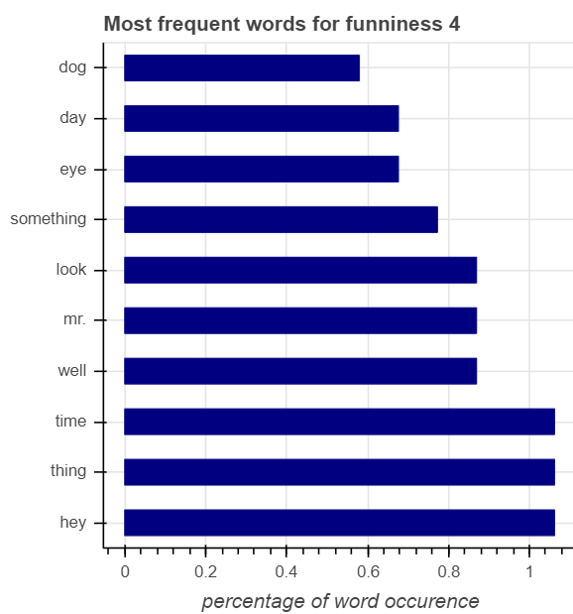 Most frequent words for funniness 4
dog
day
eye
something
look
mr.
well
time
thing
hey
0 0.2 0.4 0.6 0.8 1
percentage of word occurence